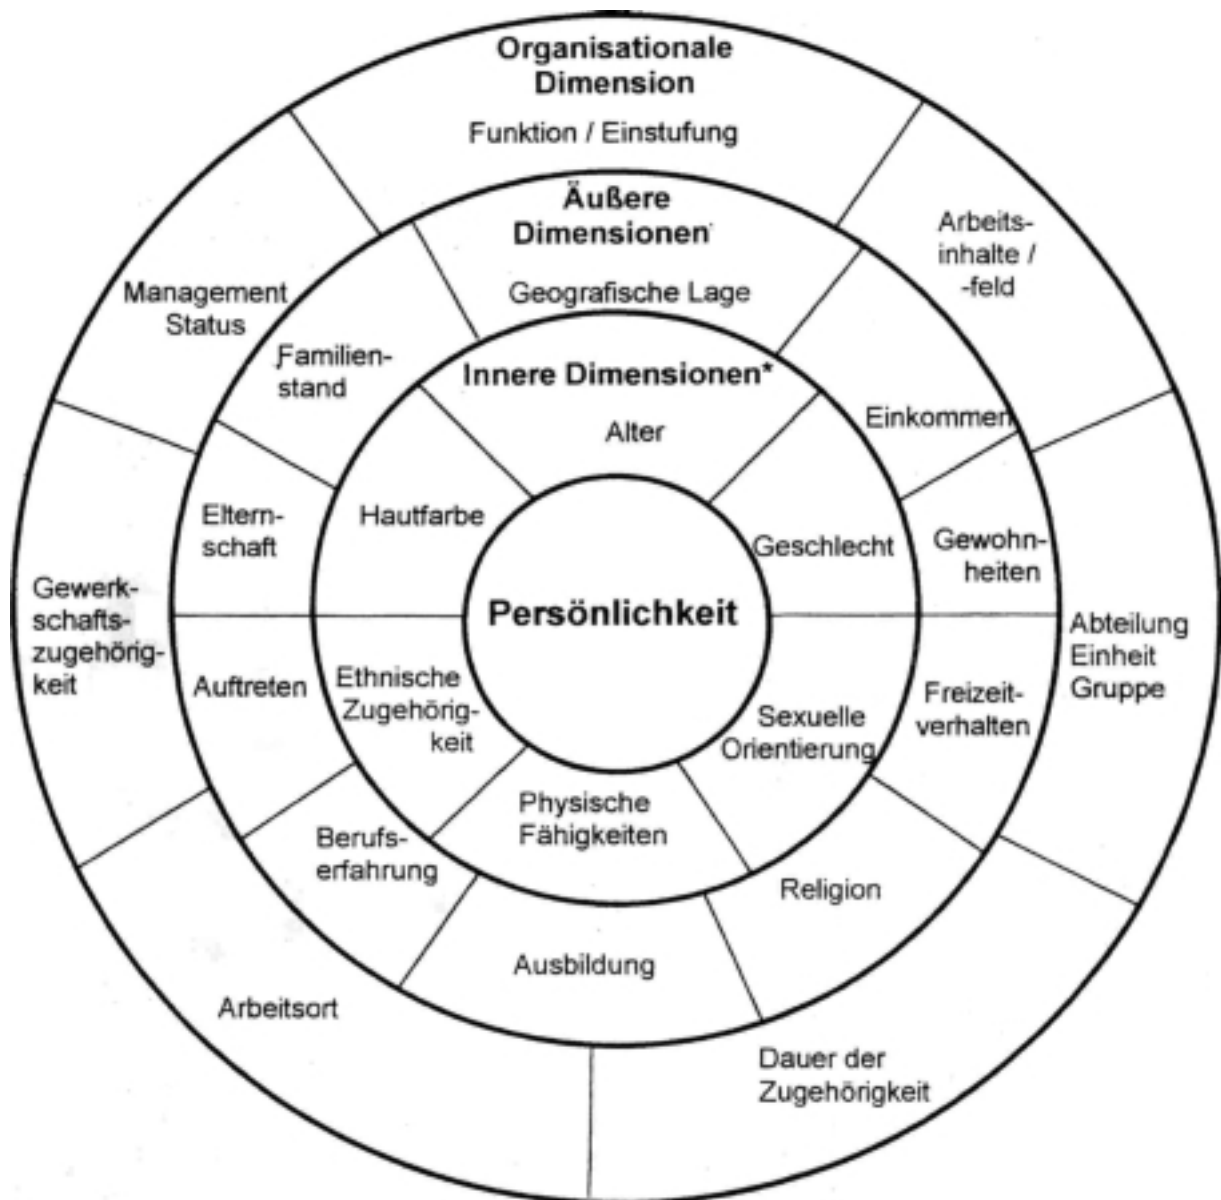 Organisationale
Dimension
Funktion / Einstufung
Arbeits-
inhalte /
-feld
Abteilung
Einheit
Gruppe
Dauer der
Zugehörigkeit
Arbeitsort
Gewerk-
schafts-
zugehörig-
keit
Management
Status
Äußere
Dimensionen
Geografische Lage
Einkommen
Gewohn-
heiten
Freizeit-
verhalten
Religion
Ausbildung
Berufs-
erfahrung
Auftreten
Eltern-
schaft
Familien-
stand
Innere Dimensionen*
Alter
Geschlecht
Sexuelle
Orientierung
Physische
Fähigkeiten
Ethnische
Zugehörig-
keit
Hautfarbe
Persönlichkeit